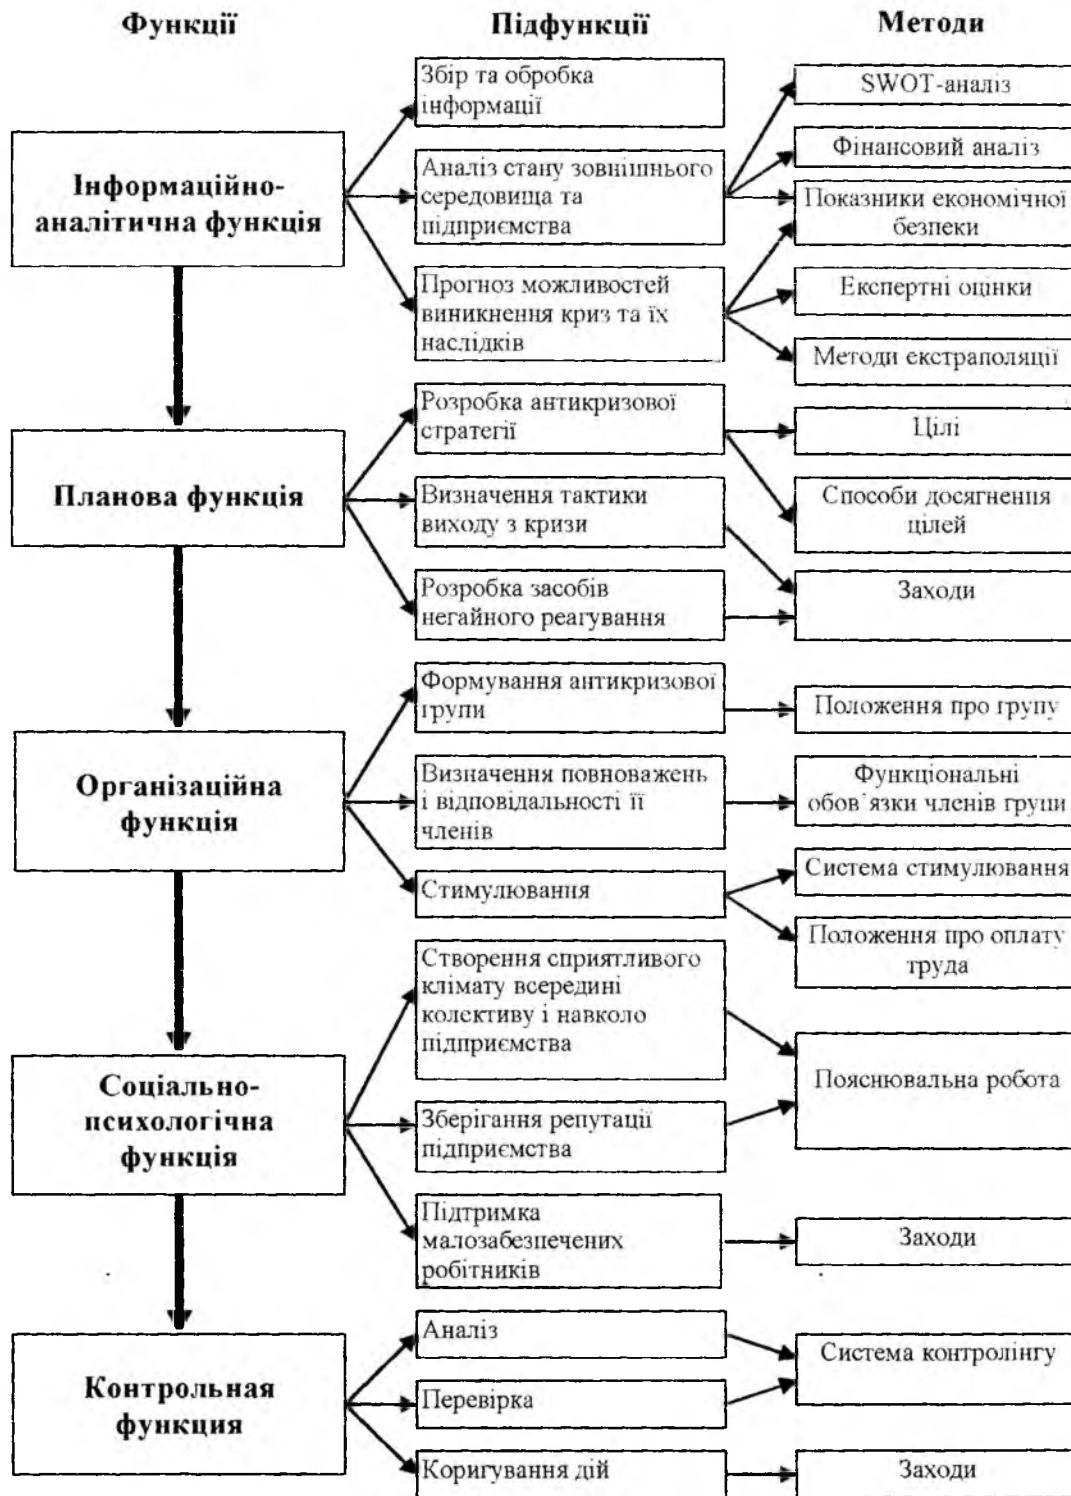 Функції
Підфункції
Методи
Інформаційно-
аналітична функція
Збір та обробка
інформації
Аналіз стану зовнішнього
середовища та
підприємства
Прогноз можливостей
виникнення криз та їх
наслідків
SWOT-аналіз
Фінансовий аналіз
Показники економічної
безпеки
Експертні оцінки
Методи екстраполяції
Планова функція
Розробка антикризової
стратегії
Визначення тактики
виходу з кризи
Розробка засобів
негайного реагування
Цілі
Способи досягнення
цілей
Заходи
Організаційна
функція
Формування антикризової
групи
Визначення повноважень
і відповідальності її
членів
Стимулювання
Положення про групу
Функціональні
обов'язки членів групи
Система стимулювання
Положення про оплату
труда
Соціально-
психологічна
функція
Створення сприятливого
клімату всередині
колективу і навколо
підприємства
Зберігання репутації
підприємства
Підтримка
малозабезпечених
робітників
Пояснювальна робота
Заходи
Контрольная
функция
Аналіз
Перевірка
Коригування дій
Система контролінгу
Заходи